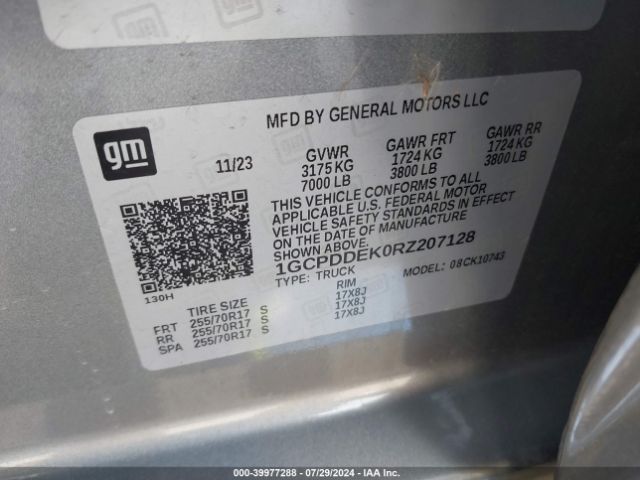 MFD BY GENERAL MOTORS LLC
gm
11/23
GVWR
3175 KG
7000 LB
GAWR FRT
1724 KG
3800 LB
GAWR RR
1724 KG
3800 LB
THIS VEHICLE CONFORMS TO ALL
APPLICABLE U.S. FEDERAL MOTOR
VEHICLE SAFETY STANDARDS IN EFFECT
ON THE DATE OF MANUFACTURE
SHOWN ABOVE.
1GCPDDEK0RZ207128
TYPE: TRUCK
MODEL: 08CK10743
130H
TIRE SIZE
RIM
FRT 255/70R17 S 17X8J
RR 255/70R17 S 17X8J
SPA 255/70R17 S 17X8J
000-39977288 - 07/29/2024 - IAA Inc.